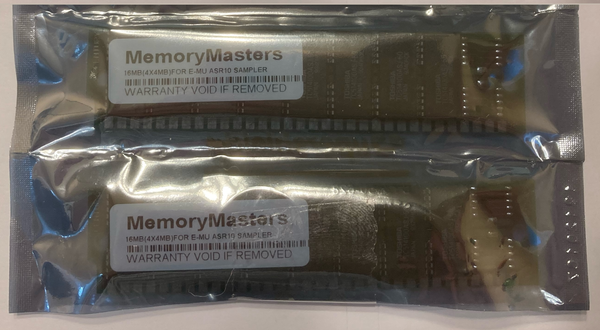 MemoryMasters
16MB(4X4MB)FOR E-MU ASR10 SAMPLER
WARRANTY VOID IF REMOVED
MemoryMasters
16MB(4X4MB)FOR E-MU ASR10 SAMPLER
WARRANTY VOID IF REMOVED